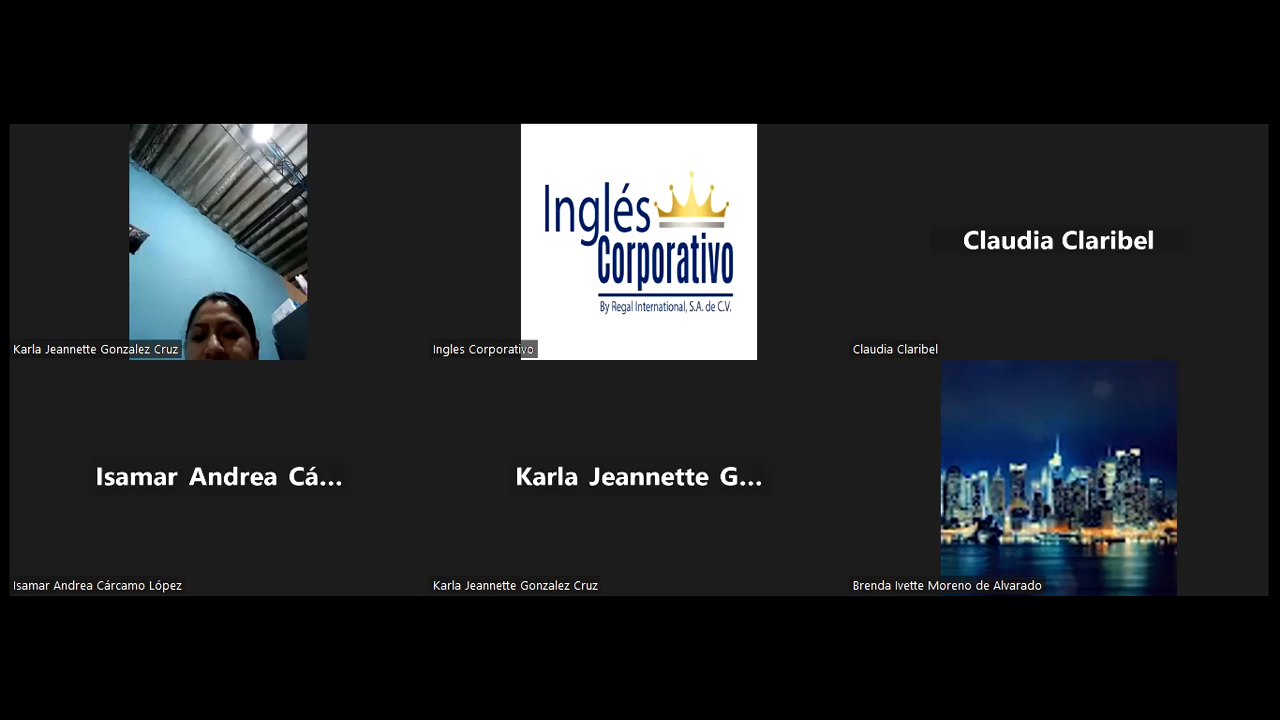 Karla Jeannette Gonzalez Cruz
Inglés
Corporativo
By Regal International, S.A. de C.V.
Ingles Corporativo
Claudia Claribel
Claudia Claribel
Isamar Andrea Cá...
Isamar Andrea Cárcamo López
Karla Jeannette G...
Karla Jeannette Gonzalez Cruz
Brenda Ivette Moreno de Alvarado